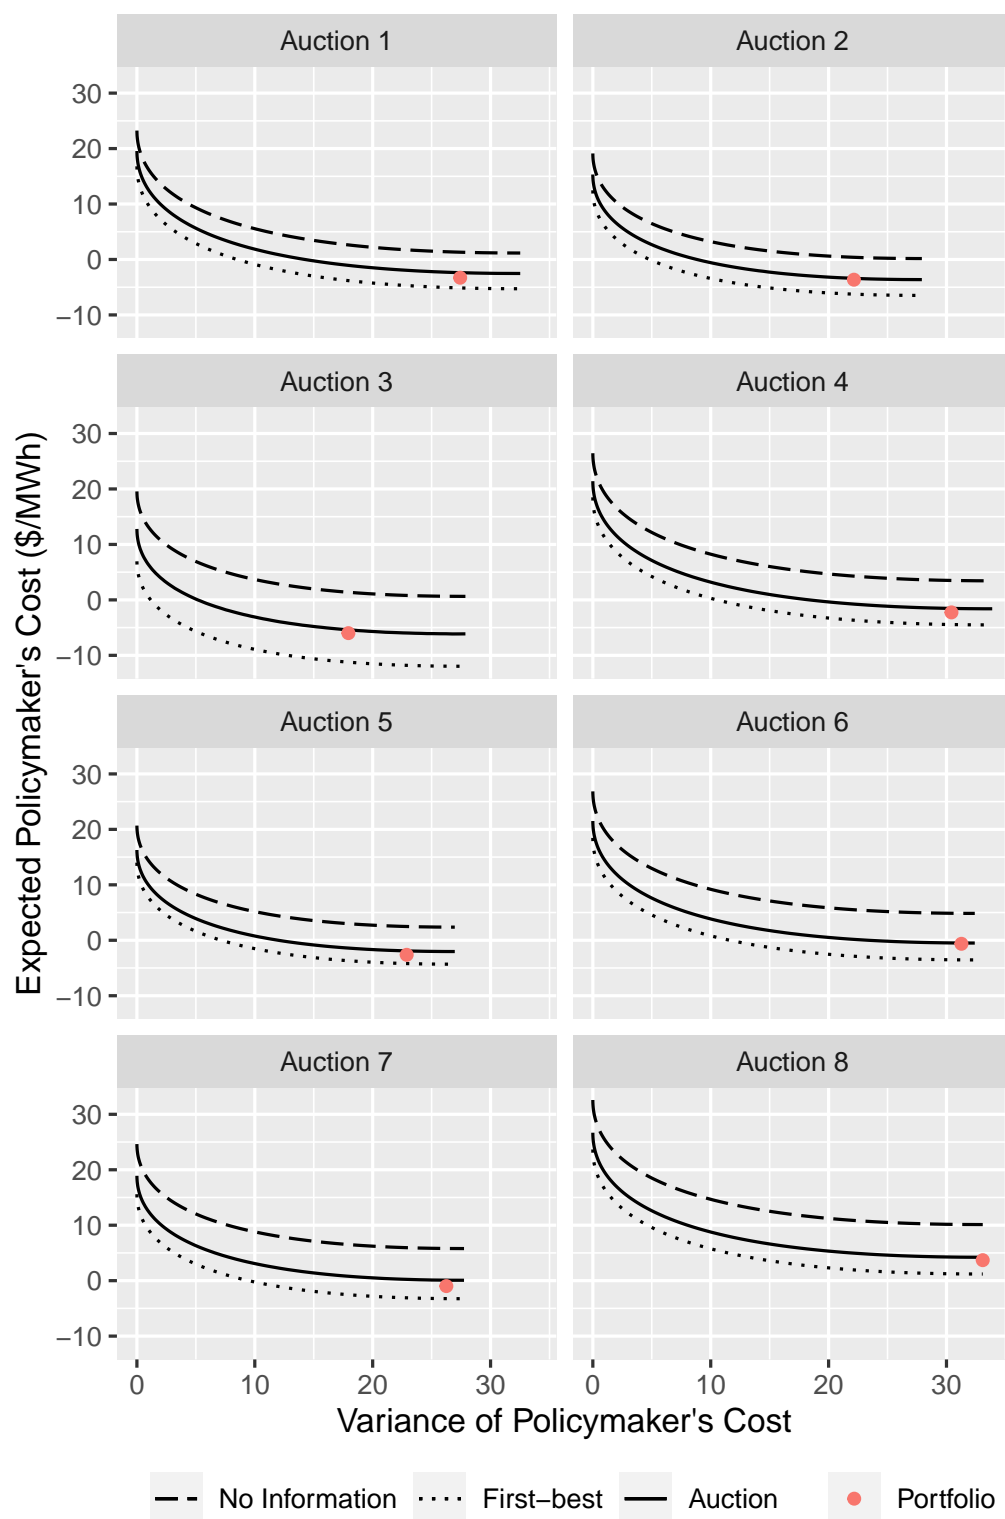 Auction 1
Auction 2
30
20
10
0
−10
Auction 3
Auction 4
30
20
10
0
−10
Expected Policymaker's Cost ($/MWh)
Auction 5
Auction 6
30
20
10
0
−10
Auction 7
Auction 8
30
20
10
0
−10
0 10 20 30 0 10 20 30
Variance of Policymaker's Cost
No Information First−best Auction Portfolio